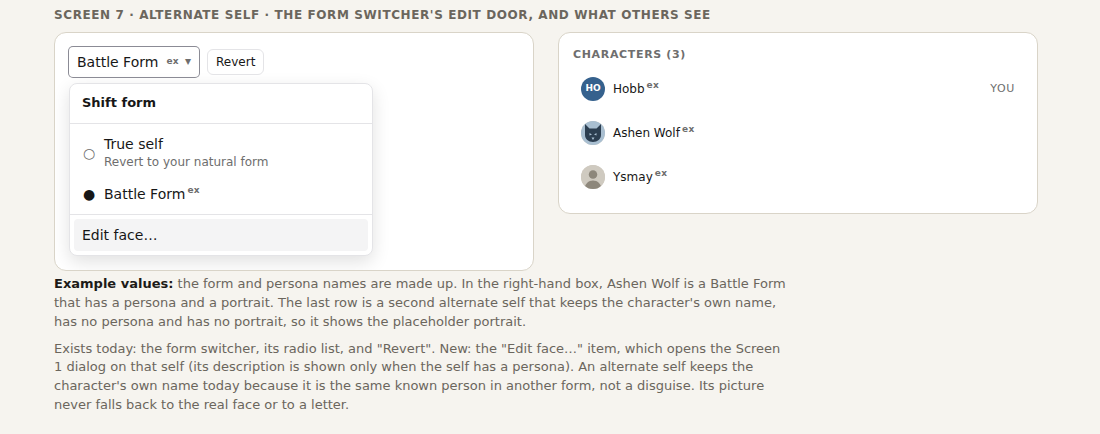 SCREEN 7 · ALTERNATE SELF · THE FORM SWITCHER'S EDIT DOOR, AND WHAT OTHERS SEE
Battle Form ex ▾ Revert
Shift form
True self
Revert to your natural form
Battle Form ex
Edit face...
CHARACTERS (3)
HO Hobb ex YOU
Ashen Wolf ex
Ysmay ex
Example values: the form and persona names are made up. In the right-hand box, Ashen Wolf is a Battle Form
that has a persona and a portrait. The last row is a second alternate self that keeps the character's own name,
has no persona and has no portrait, so it shows the placeholder portrait.
Exists today: the form switcher, its radio list, and "Revert". New: the "Edit face..." item, which opens the Screen
1 dialog on that self (its description is shown only when the self has a persona). An alternate self keeps the
character's own name today because it is the same known person in another form, not a disguise. Its picture
never falls back to the real face or to a letter.